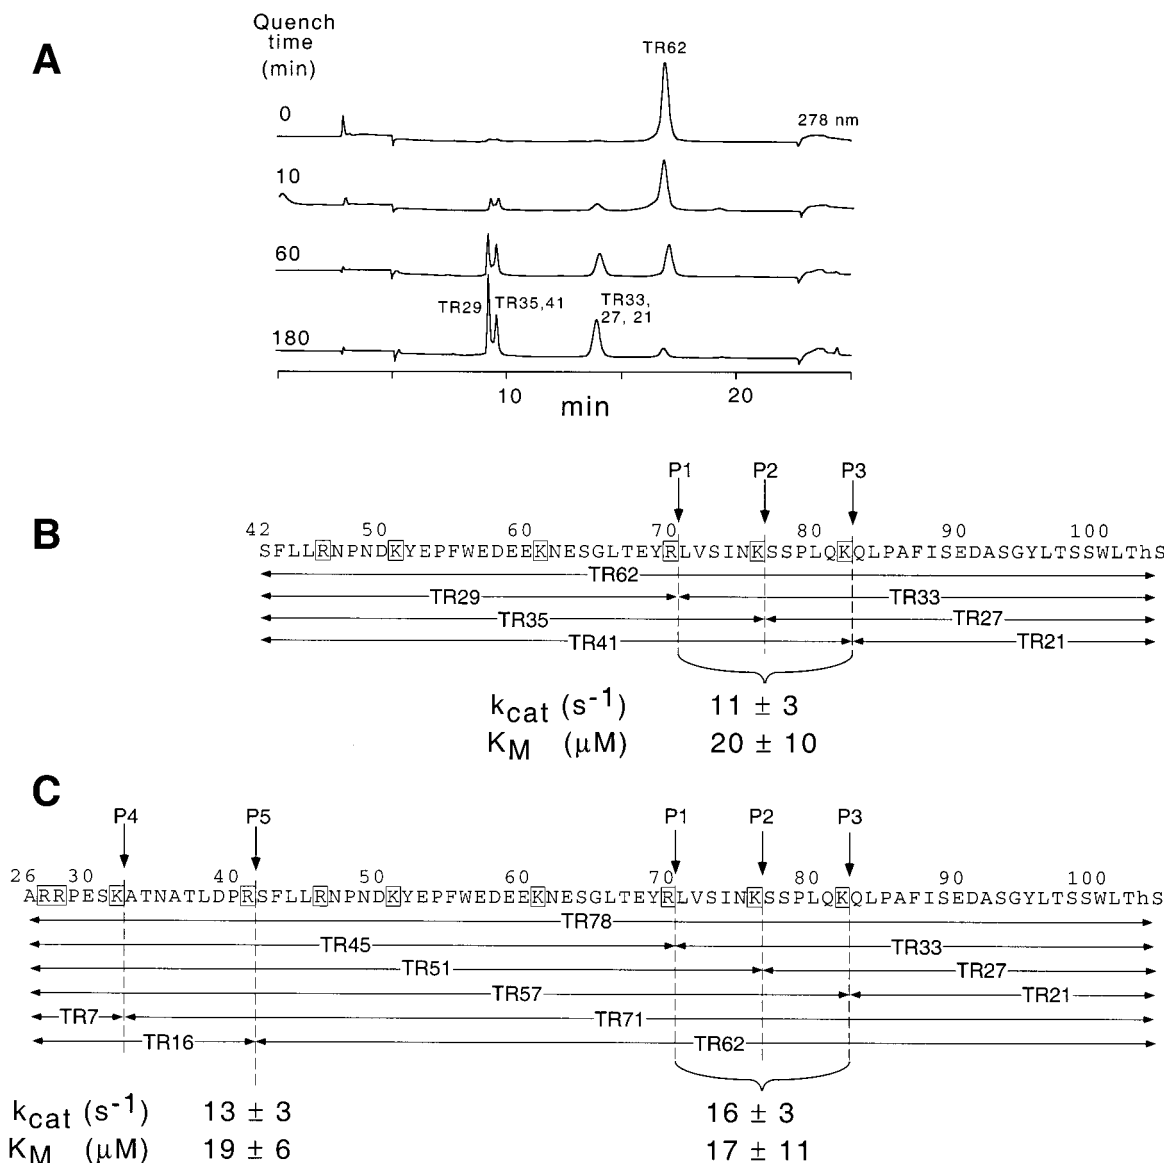 A
Quench
time
(min)
TR62
0
278 nm
10
60
TR29
TR35,41
TR33,
27, 21
180
10
20
min
B
P1
P2
P3
42
50
60
70
80
90
100
SFLLRNPNDKYEPFWEDEEKNESGLTEYRLVSINKSSPLQKQLPAFISEDASGYLTSSWLThS
TR62
TR29
TR33
TR35
TR27
TR41
TR21
kcat (s-1)
11 ± 3
KM (μM)
20 ± 10
C
P4
P5
P1
P2
P3
26
30
40
50
60
70
80
90
100
ARRPESKATNATLDPRSFLLRNPNDKYEPFWEDEEKNESGLTEYRLVSINKSSPLQKQLPAFISEDASGYLTSSWLThS
TR78
TR45
TR33
TR51
TR27
TR57
TR21
TR7
TR71
TR16
TR62
kcat (s-1)
13 ± 3
16 ± 3
KM (μM)
19 ± 6
17 ± 11